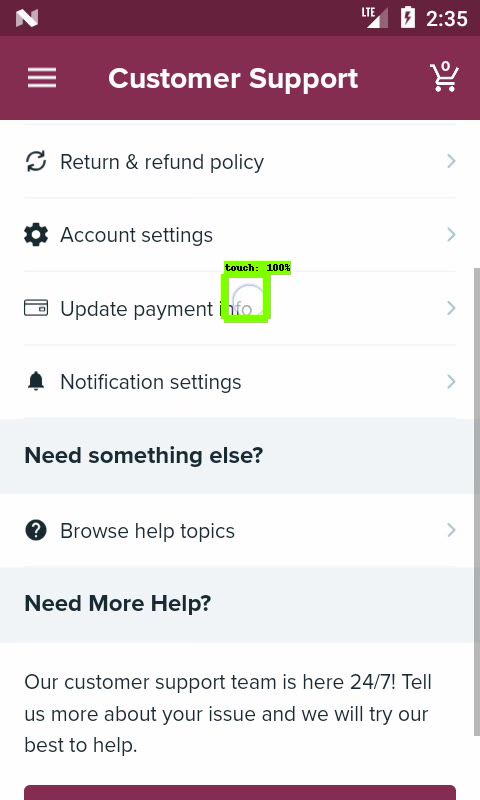 LTE 2:35
Customer Support 0
Return & refund policy
Account settings
touch: 100%
Update payment info
Notification settings
Need something else?
Browse help topics
Need More Help?
Our customer support team is here 24/7! Tell
us more about your issue and we will try our
best to help.